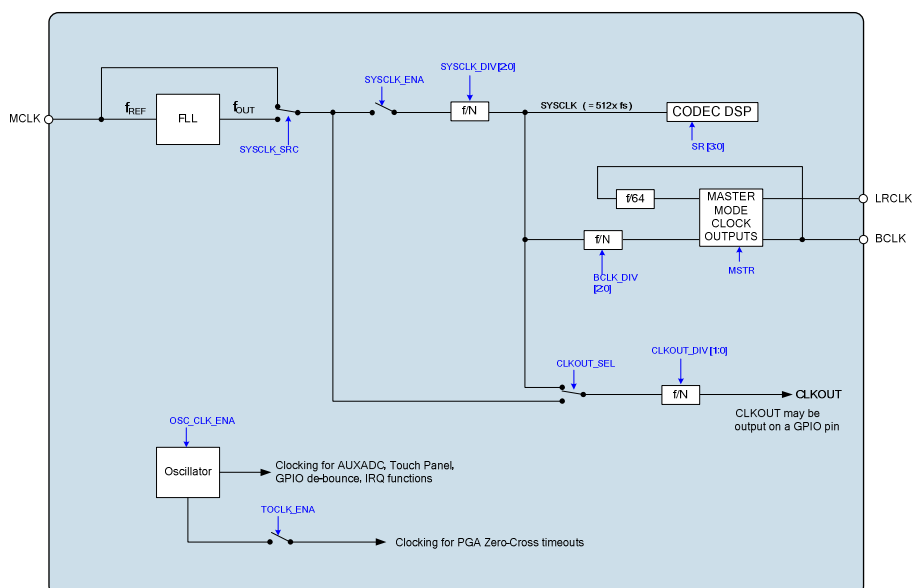 SYSCLK_ENA
SYSCLK_DIV[2:0]
MCLK
fREF
FLL
fOUT
SYSCLK_SRC
f/N
SYSCLK ( = 512x fs)
CODEC DSP
SR [3:0]
f/64
MASTER
MODE
CLOCK
OUTPUTS
LRCLK
BCLK
f/N
MSTR
BCLK_DIV
[2:0]
CLKOUT_SEL
CLKOUT_DIV [1:0]
f/N
CLKOUT
CLKOUT may be
output on a GPIO pin
OSC_CLK_ENA
Oscillator
Clocking for AUXADC, Touch Panel,
GPIO de-bounce, IRQ functions
TOCLK_ENA
Clocking for PGA Zero-Cross timeouts